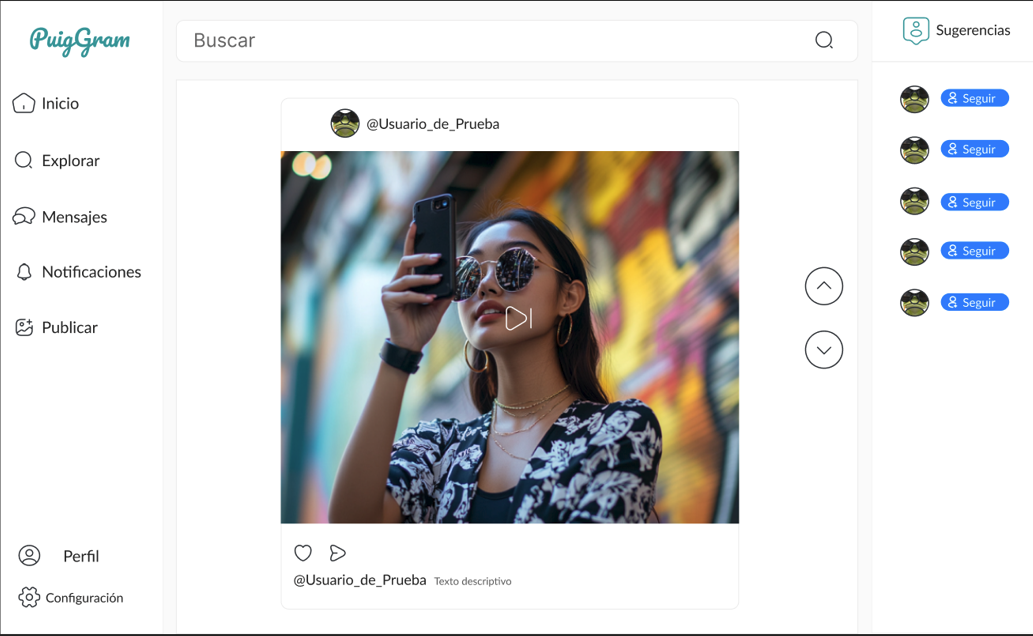 PuigGram
Inicio
Explorar
Mensajes
Notificaciones
Publicar
Perfil
Configuración
Buscar
@Usuario_de_Prueba
@Usuario_de_Prueba Texto descriptivo
Sugerencias
Seguir
Seguir
Seguir
Seguir
Seguir